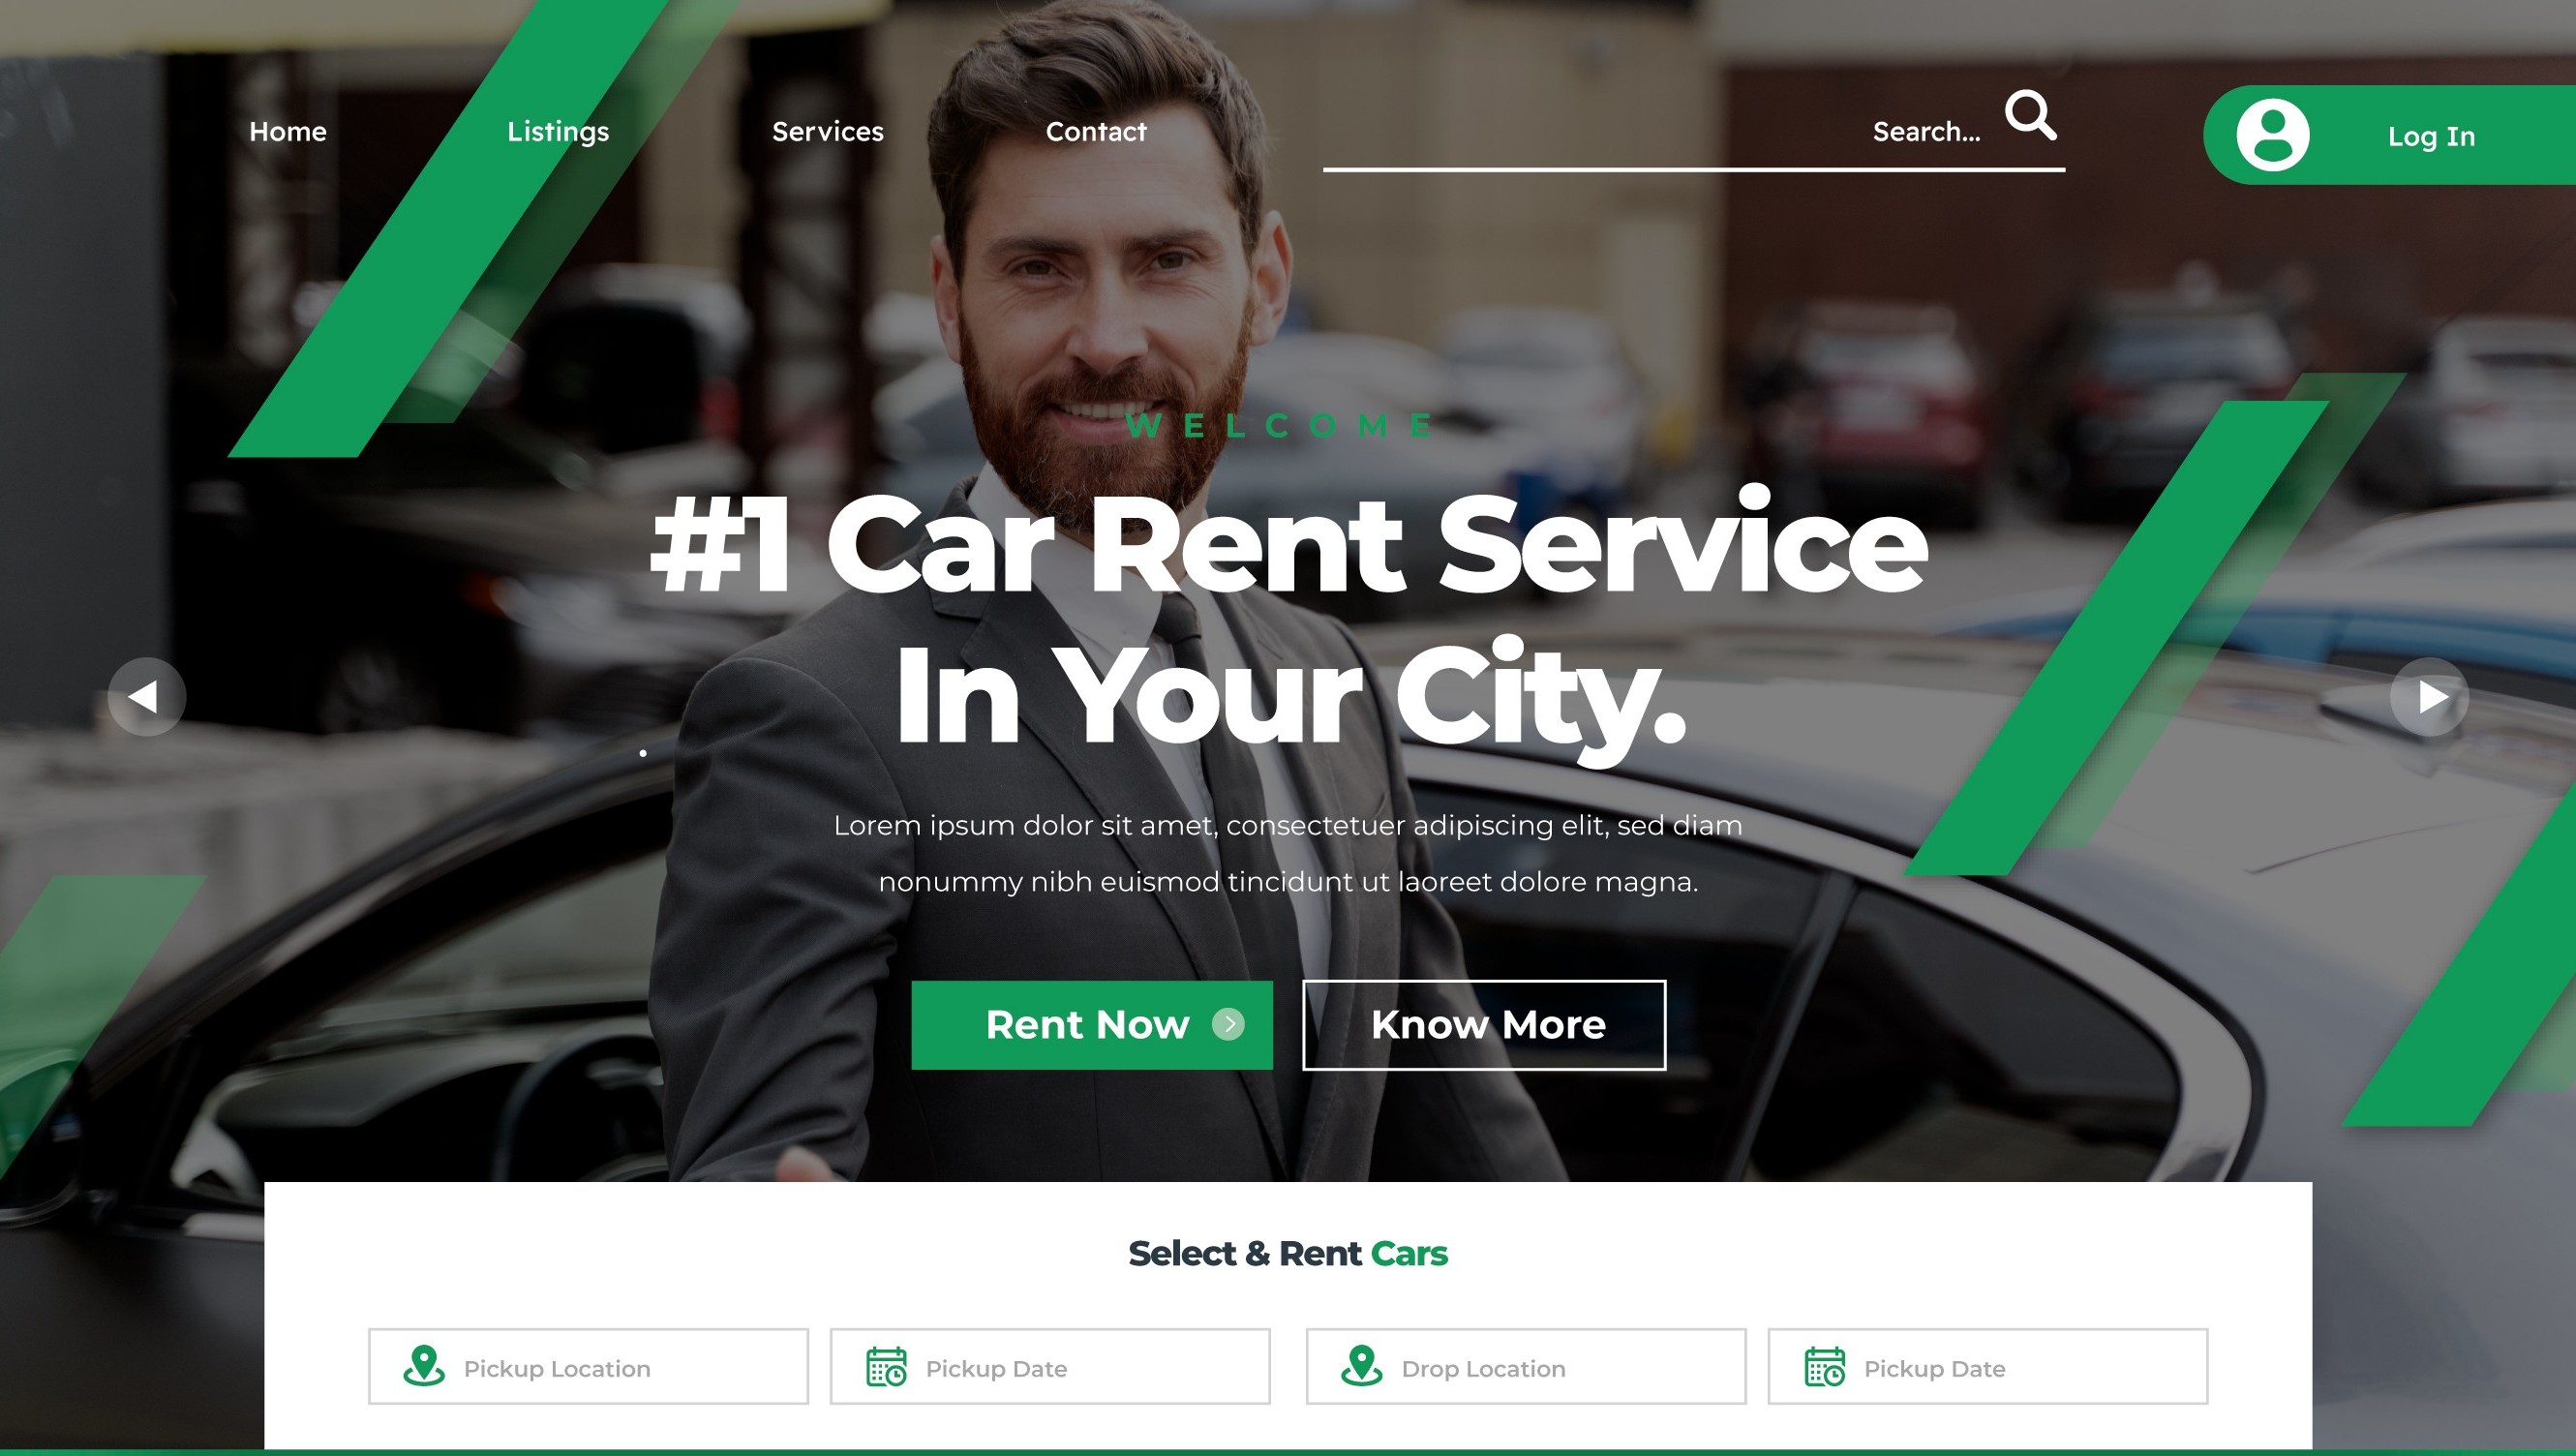 Home Listings Services Contact Search... Log In
WELCOME
#1 Car Rent Service
In Your City.
Lorem ipsum dolor sit amet, consectetuer adipiscing elit, sed diam
nonummy nibh euismod tincidunt ut laoreet dolore magna.
Rent Now Know More
Select & Rent Cars
Pickup Location Pickup Date Drop Location Pickup Date